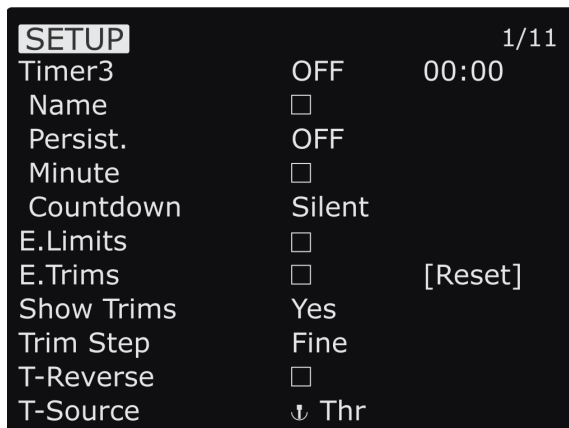 SETUP 1/11
Timer3 OFF 00:00
Name □
Persist. OFF
Minute □
Countdown Silent
E.Limits □
E.Trims □ [Reset]
Show Trims Yes
Trim Step Fine
T-Reverse □
T-Source Thr